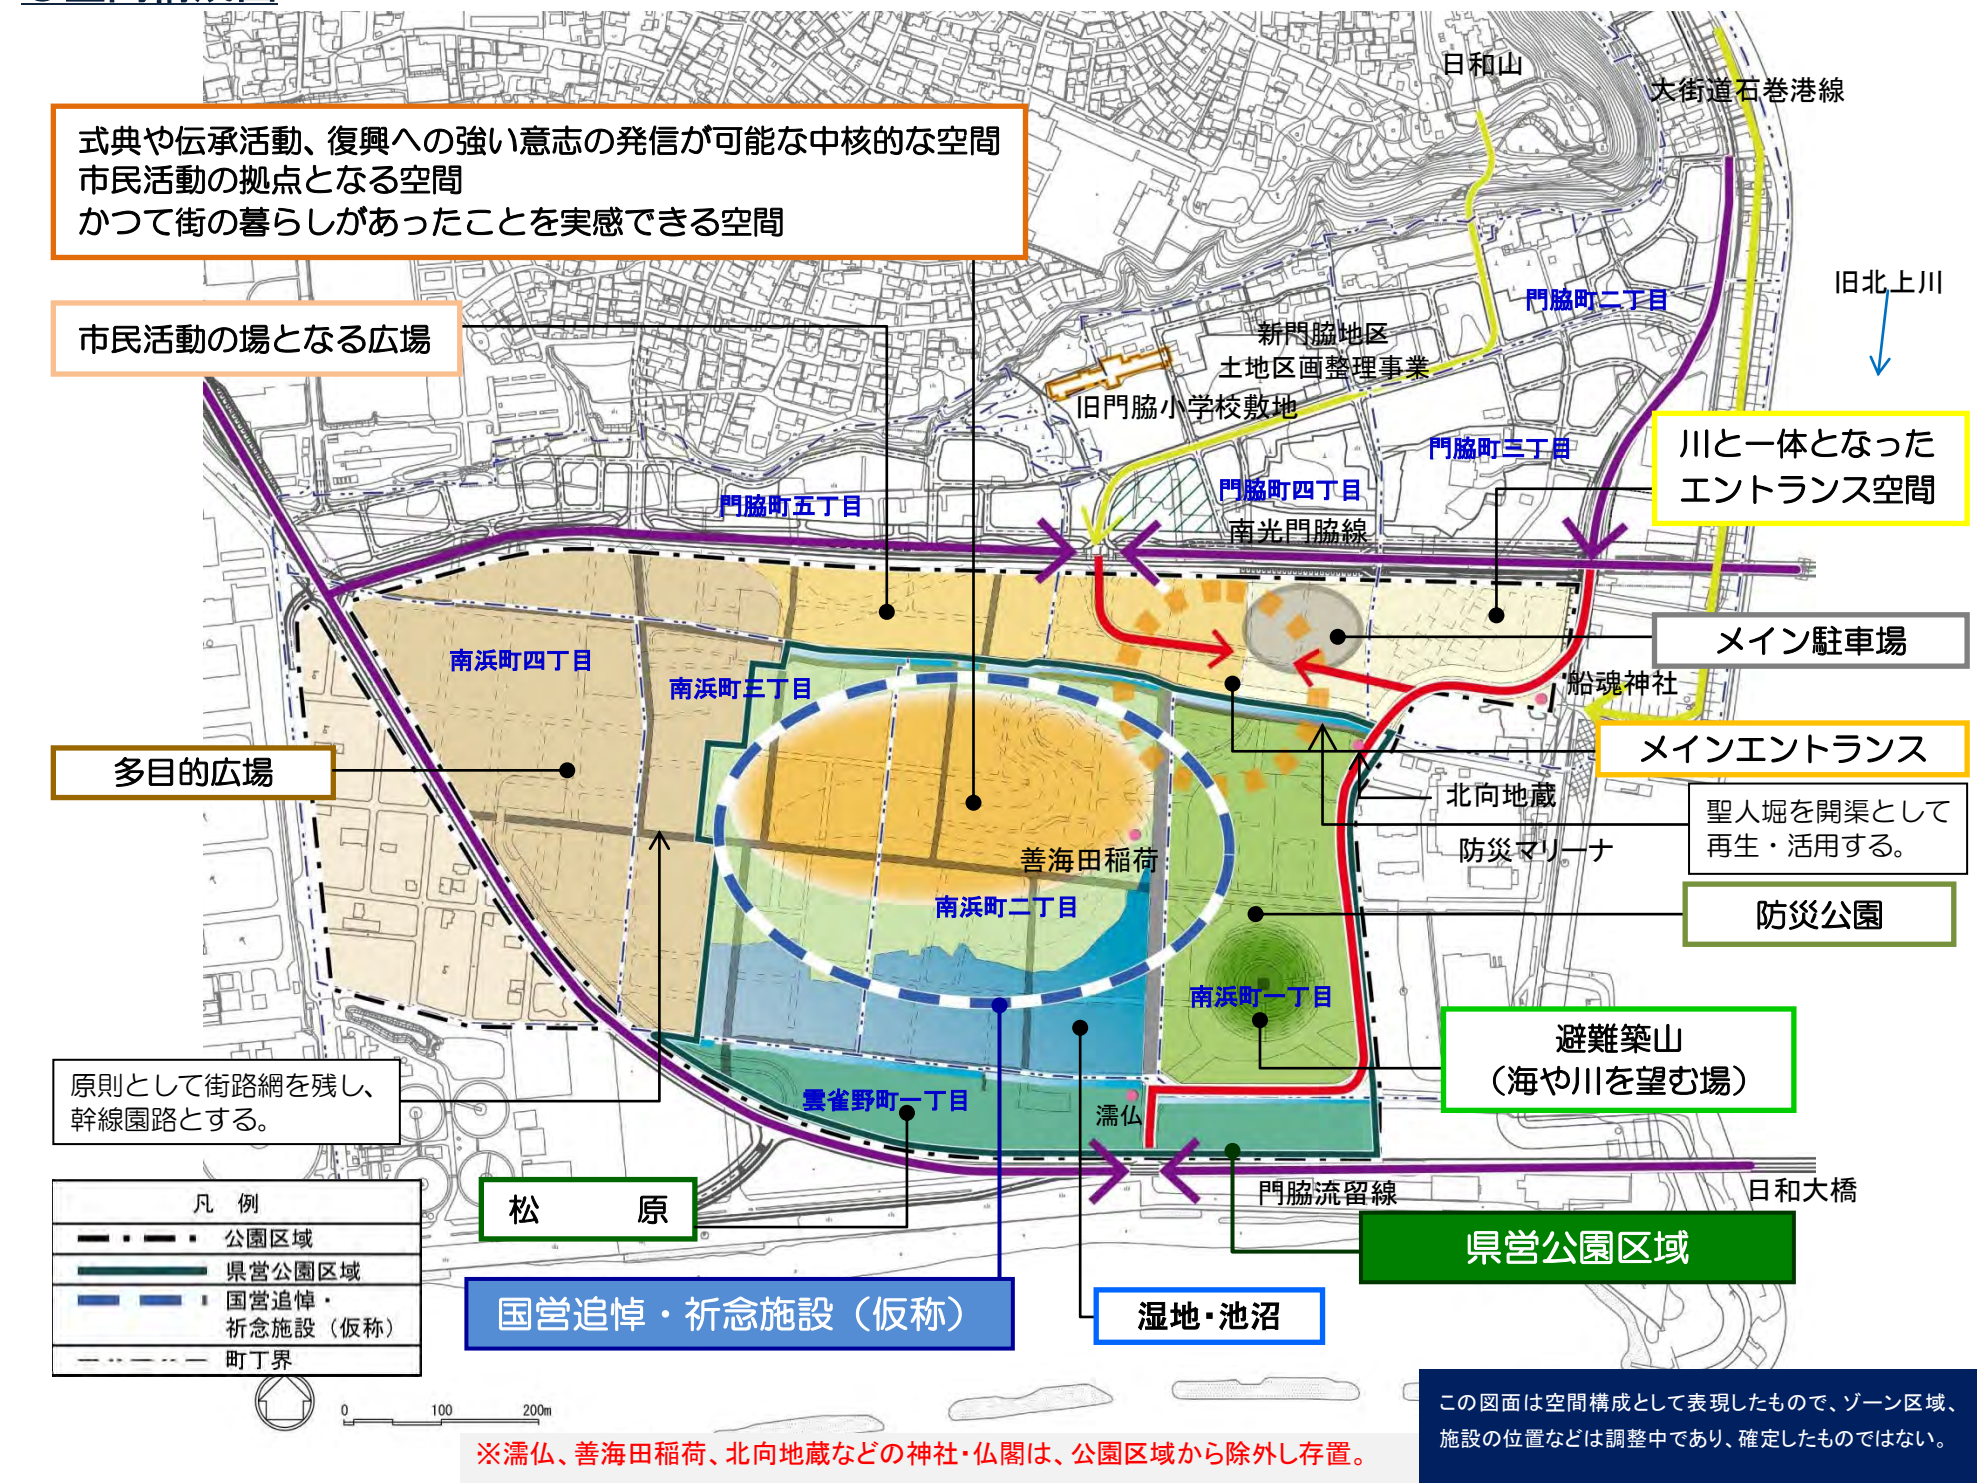 日和山
大街道石巻港線
式典や伝承活動、復興への強い意志の発信が可能な中核的な空間
市民活動の拠点となる空間
かつて街の暮らしがあったことを実感できる空間
旧北上川
門脇町二丁目
市民活動の場となる広場
新門脇地区
土地区画整理事業
旧門脇小学校敷地
川と一体となった
エントランス空間
門脇町三丁目
門脇町四丁目
門脇町五丁目
南光門脇線
メイン駐車場
南浜町四丁目
南浜町三丁目
船魂神社
メインエントランス
多目的広場
北向地蔵
聖人堀を開渠として
再生・活用する。
防災マリーナ
善海田稲荷
南浜町二丁目
防災公園
南浜町一丁目
避難築山
（海や川を望む場）
原則として街路網を残し、
幹線園路とする。
雲雀野町一丁目
濡仏
門脇流留線
日和大橋
松　原
県営公園区域
凡 例
公園区域
県営公園区域
国営追悼・
祈念施設（仮称）
町丁界
国営追悼・祈念施設（仮称）
湿地・池沼
0 100 200m
この図面は空間構成として表現したもので、ゾーン区域、
施設の位置などは調整中であり、確定したものではない。
※濡仏、善海田稲荷、北向地蔵などの神社・仏閣は、公園区域から除外し存置。